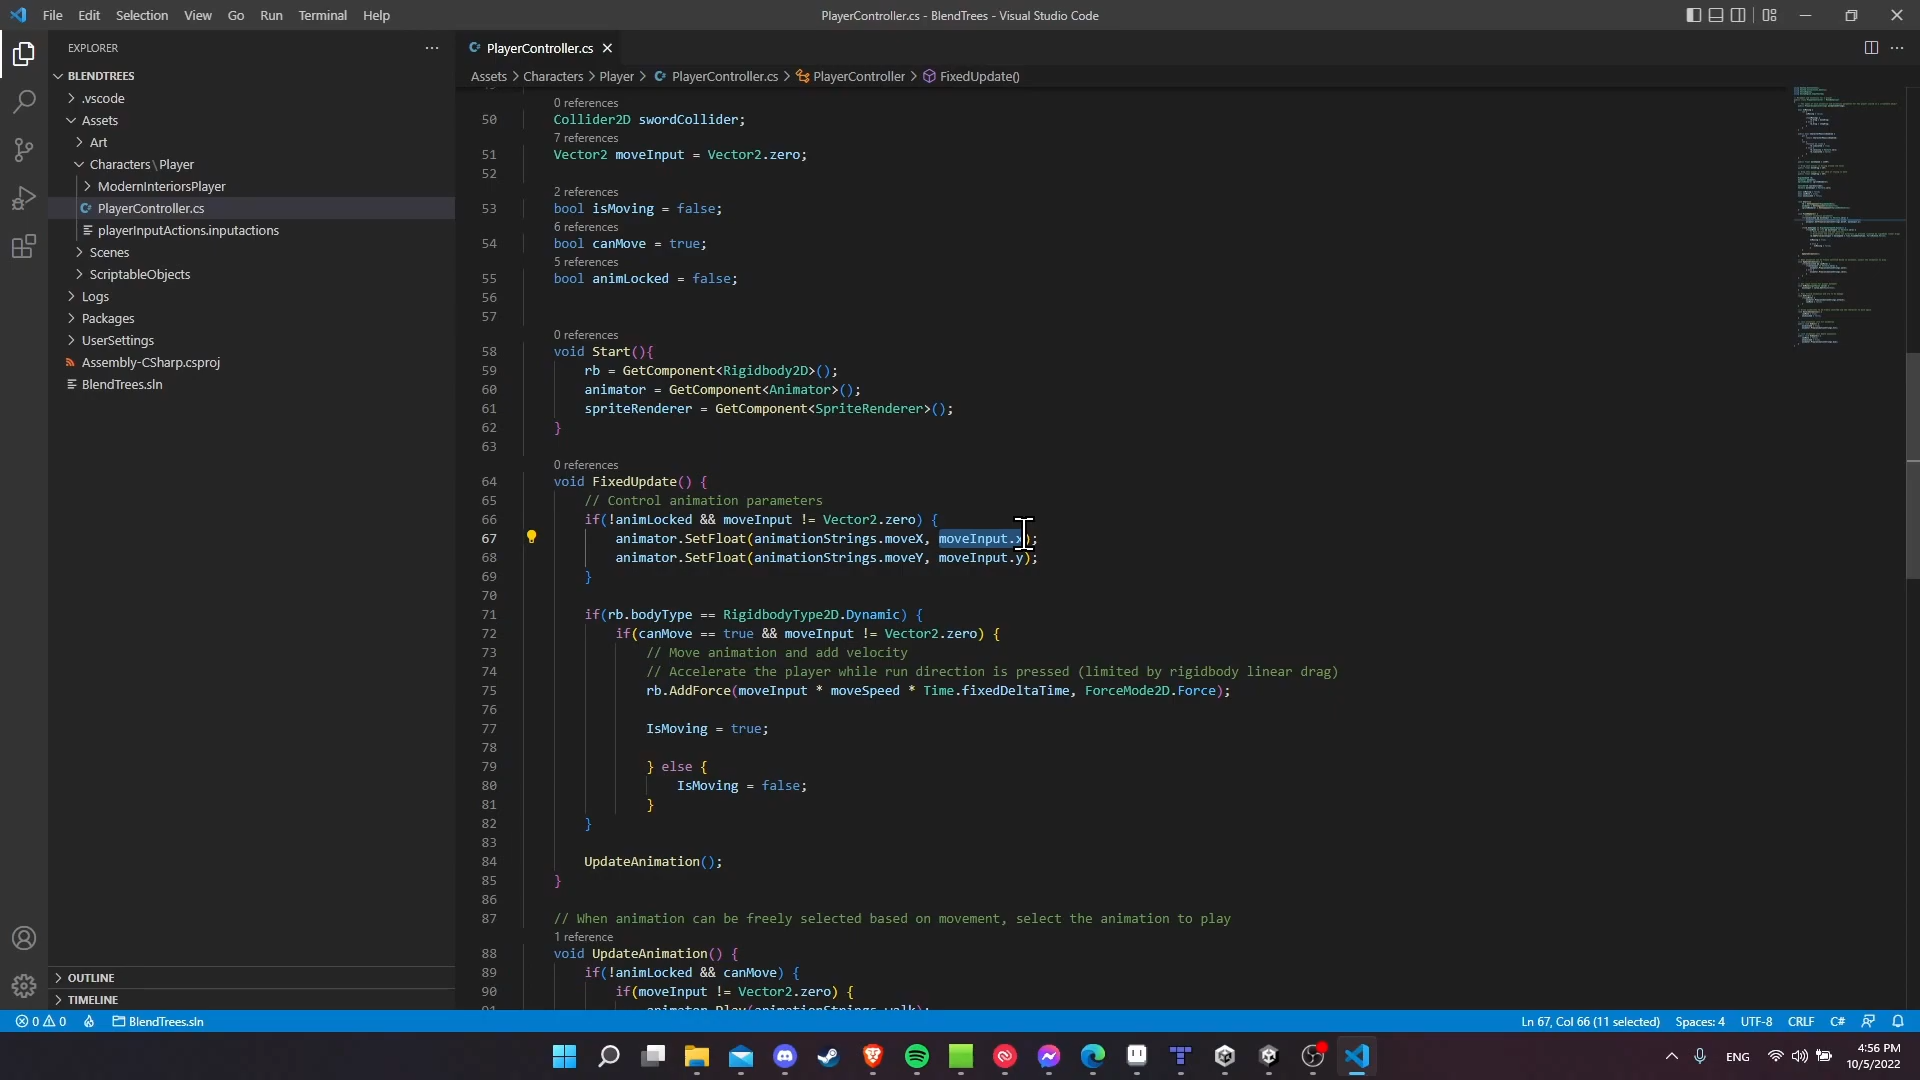 File Edit Selection View Go Run Terminal Help
PlayerController.cs - BlendTrees - Visual Studio Code
EXPLORER
BLENDTREES
.vscode
Assets
Art
Characters\Player
ModernInteriorsPlayer
PlayerController.cs
playerInputActions.inputactions
Scenes
ScriptableObjects
Logs
Packages
UserSettings
Assembly-CSharp.csproj
BlendTrees.sln
OUTLINE
TIMELINE
PlayerController.cs
Assets > Characters > Player > PlayerController.cs > PlayerController > FixedUpdate()
0 references
50 Collider2D swordCollider;
7 references
51 Vector2 moveInput = Vector2.zero;
52
2 references
53 bool isMoving = false;
6 references
54 bool canMove = true;
5 references
55 bool animLocked = false;
56
57
0 references
58 void Start(){
59 rb = GetComponent<Rigidbody2D>();
60 animator = GetComponent<Animator>();
61 spriteRenderer = GetComponent<SpriteRenderer>();
62 }
63
0 references
64 void FixedUpdate() {
65 // Control animation parameters
66 if(!animLocked && moveInput != Vector2.zero) {
67 animator.SetFloat(animationStrings.moveX, moveInput.x);
68 animator.SetFloat(animationStrings.moveY, moveInput.y);
69 }
70
71 if(rb.bodyType == RigidbodyType2D.Dynamic) {
72 if(canMove == true && moveInput != Vector2.zero) {
73 // Move animation and add velocity
74 // Accelerate the player while run direction is pressed (limited by rigidbody linear drag)
75 rb.AddForce(moveInput * moveSpeed * Time.fixedDeltaTime, ForceMode2D.Force);
76
77 IsMoving = true;
78
79 } else {
80 IsMoving = false;
81 }
82 }
83
84 UpdateAnimation();
85 }
86
87 // When animation can be freely selected based on movement, select the animation to play
1 reference
88 void UpdateAnimation() {
89 if(!animLocked && canMove) {
90 if(moveInput != Vector2.zero) {
91 animator.Play(animationStrings.walk);
0 0 BlendTrees.sln
Ln 67, Col 66 (11 selected) Spaces: 4 UTF-8 CRLF C#
ENG
4:56 PM
10/5/2022